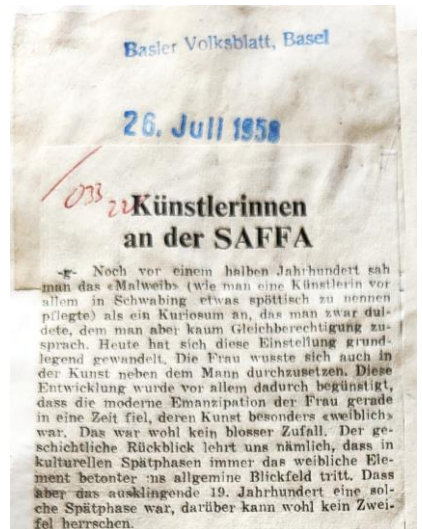 Basler Volksblatt, Basel
26. Juli 1958
033
22
Künstlerinnen
an der SAFFA
-g- Noch vor einem halben Jahrhundert sah
man das «Malweib» (wie man eine Künstlerin vor
allem in Schwabing etwas spöttisch zu nennen
pflegte) als ein Kuriosum an, das man zwar dul-
dete, dem man aber kaum Gleichberechtigung zu-
sprach. Heute hat sich diese Einstellung grund-
legend gewandelt. Die Frau wusste sich auch in
der Kunst neben dem Mann durchzusetzen. Diese
Entwicklung wurde vor allem dadurch begünstigt,
dass die moderne Emanzipation der Frau gerade
in eine Zeit fiel, deren Kunst besonders «weiblich»
war. Das war wohl kein blosser Zufall. Der ge-
schichtliche Rückblick lehrt uns nämlich, dass in
kulturellen Spätphasen immer das weibliche Ele-
ment betonter ins allgemine Blickfeld tritt. Dass
aber das ausklingende 19. Jahrhundert eine sol-
che Spätphase war, darüber kann wohl kein Zwei-
fel herrschen.